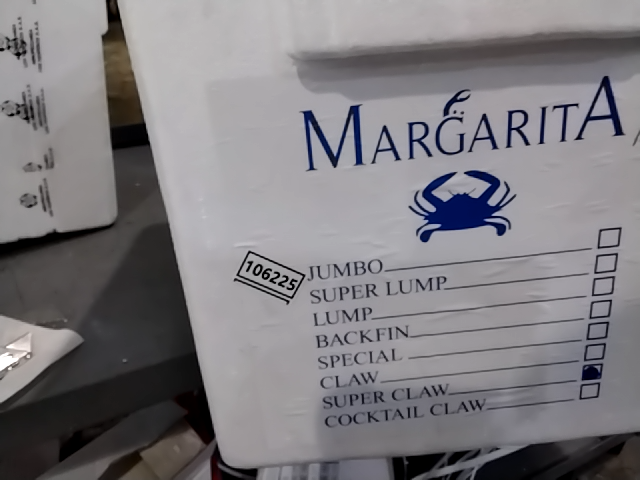 MARGARITA
106225
JUMBO
SUPER LUMP
LUMP
BACKFIN
SPECIAL
CLAW
SUPER CLAW
COCKTAIL CLAW